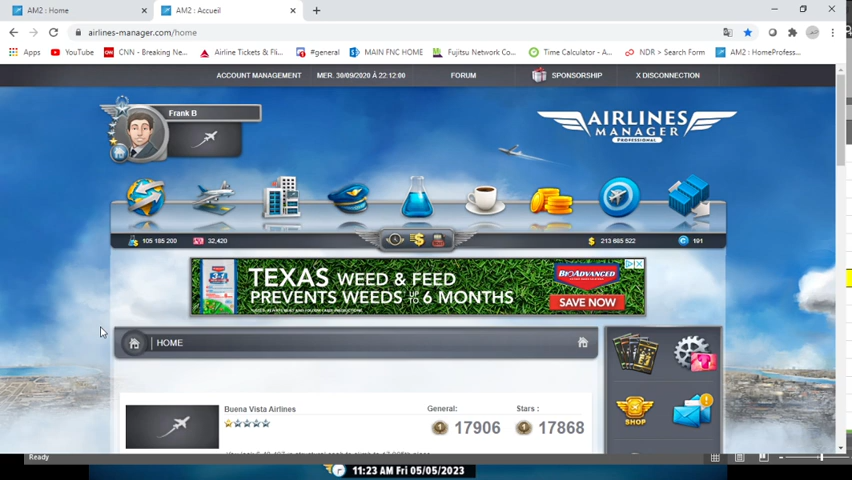 AM2 : Home
AM2 : Accueil
airlines-manager.com/home
Apps
YouTube
CNN - Breaking Ne...
Airline Tickets & Fli...
#general
MAIN FNC HOME
Fujitsu Network Co...
Time Calculator - A...
NDR > Search Form
AM2 : HomeProfess...
ACCOUNT MANAGEMENT
MER. 30/09/2020 À 22:12:00
FORUM
SPONSORSHIP
X DISCONNECTION
Frank B
AIRLINES
MANAGER
PROFESSIONAL
105 185 200
32,420
213 685 522
191
TEXAS WEED & FEED
PREVENTS WEEDS UP TO 6 MONTHS
BIOADVANCED
SAVE NOW
HOME
SHOP
Buena Vista Airlines
General:
17906
Stars :
17868
Ready
11:23 AM Fri 05/05/2023